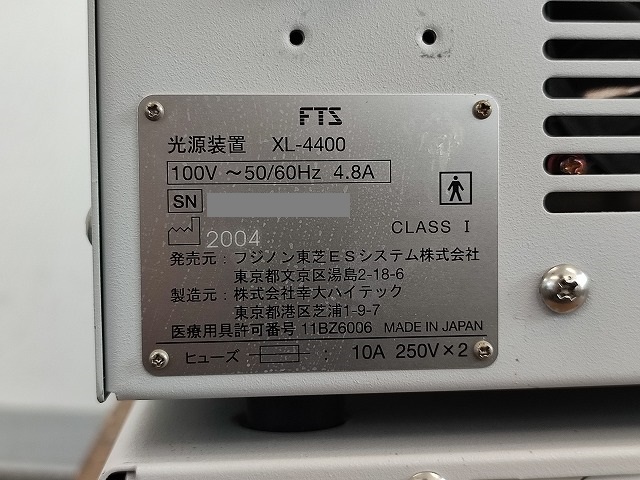 FTS
光源装置 XL-4400
100V ～50/60Hz 4.8A
SN
2004
CLASS I
発売元：フジノン東芝ESシステム株式会社
東京都文京区湯島2-18-6
製造元：株式会社幸大ハイテック
東京都港区芝浦1-9-7
医療用具許可番号 11BZ6006 MADE IN JAPAN
ヒューズ : 10A 250V×2